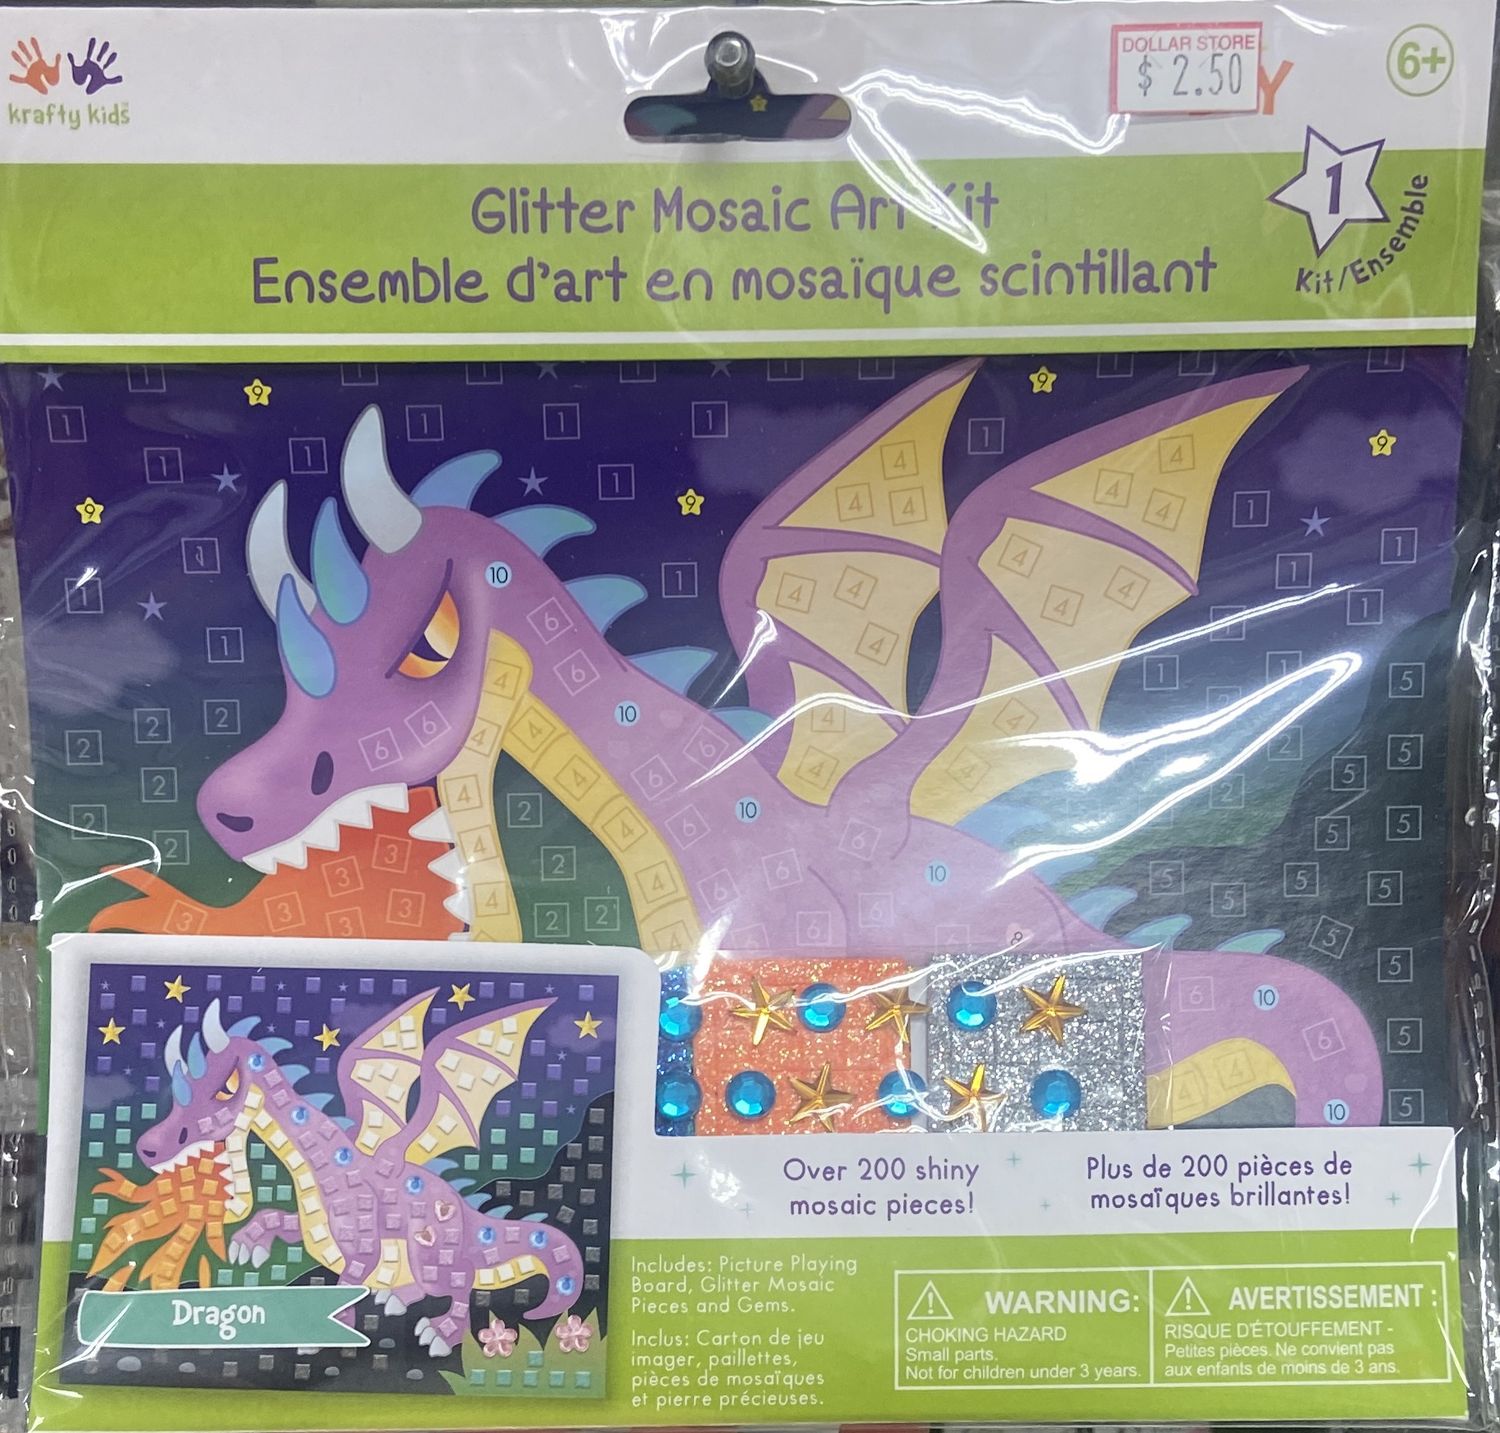 krafty kids
DOLLAR STORE
$ 2.50
Y
6+
Glitter Mosaic Art Kit
Ensemble d'art en mosaïque scintillant
1
Kit/Ensemble
Dragon
Over 200 shiny
mosaic pieces!
Plus de 200 pièces de
mosaïques brillantes!
Includes: Picture Playing
Board, Glitter Mosaic
Pieces and Gems.
Inclus: Carton de jeu
imager, paillettes,
pièces de mosaïques
et pierre précieuses.
WARNING:
CHOKING HAZARD
Small parts.
Not for children under 3 years.
AVERTISSEMENT :
RISQUE D'ÉTOUFFEMENT -
Petites pièces. Ne convient pas
aux enfants de moins de 3 ans.